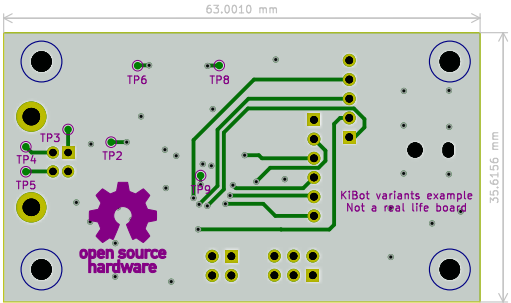 63.0010 mm
TP6
TP8
TP3
TP2
TP4
TP5
TP9
35.6156 mm
KiBot variants example
Not a real life board
open source
hardware